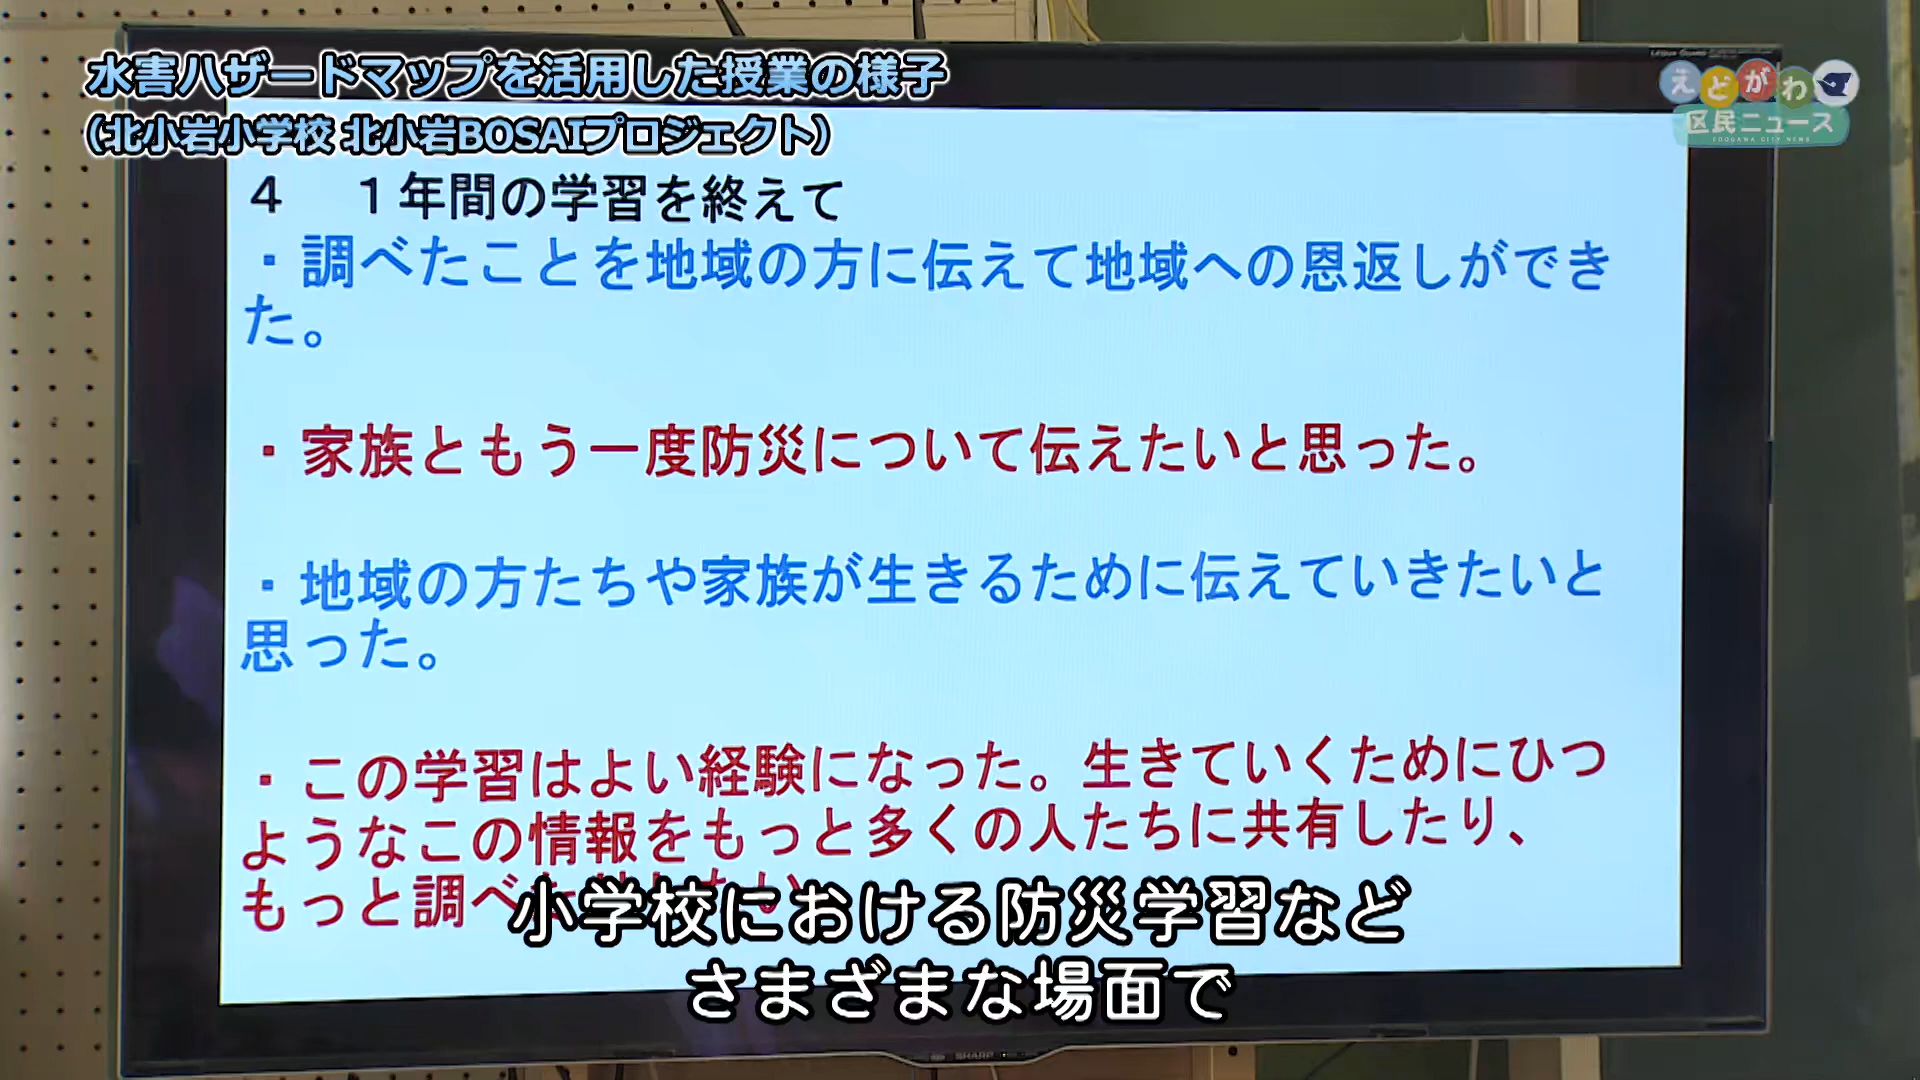 水害ハザードマップを活用した授業の様子
（北小岩小学校 北小岩BOSAIプロジェクト）
えどがわ
区民ニュース
EDOGAWA CITY NEWS
４　１年間の学習を終えて
・調べたことを地域の方に伝えて地域への恩返しができ
た。
・家族ともう一度防災について伝えたいと思った。
・地域の方たちや家族が生きるために伝えていきたいと
思った。
・この学習はよい経験になった。生きていくためにひつ
ようなこの情報をもっと多くの人たちに共有したり、
もっと調べ
小学校における防災学習など
さまざまな場面で
SHARP